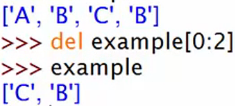 ['A', 'B', 'C', 'B']
>>> del example[0:2]
>>> example
['C', 'B']